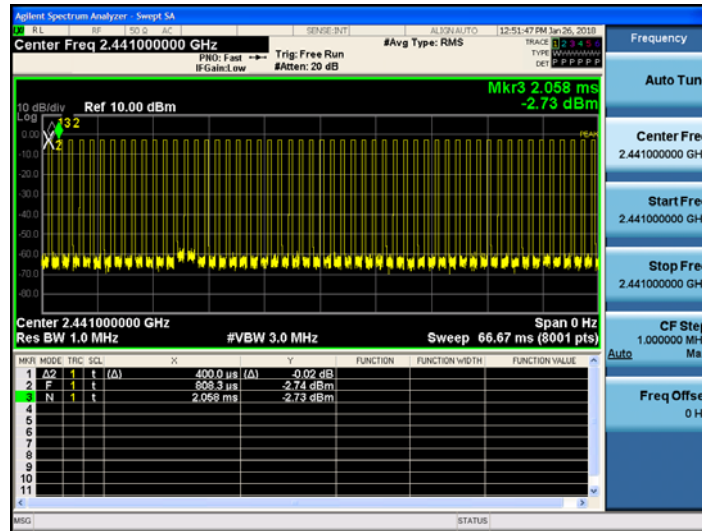 Agilent Spectrum Analyzer - Swept SA
RL RF 50 Ω AC SENSE:INT ALIGNAUTO 12:51:47 PM Jan 26, 2018
Center Freq 2.441000000 GHz
PNO: Fast
IFGain:Low
Trig: Free Run
#Atten: 20 dB
#Avg Type: RMS
TRACE 1 2 3 4 5 6
TYPE
DET P P P P P P
Mkr3 2.058 ms
-2.73 dBm
10 dB/div Ref 10.00 dBm
Log
0.00
-10.0
-20.0
-30.0
-40.0
-50.0
-60.0
-70.0
-80.0
132
2
PEAK
Center 2.441000000 GHz Span 0 Hz
Res BW 1.0 MHz #VBW 3.0 MHz Sweep 66.67 ms (8001 pts)
MKR MODE TRC SCL X Y FUNCTION FUNCTION WIDTH FUNCTION VALUE
1 Δ2 1 t (Δ) 400.0 µs (Δ) -0.02 dB
2 F 1 t 808.3 µs -2.74 dBm
3 N 1 t 2.058 ms -2.73 dBm
4
5
6
7
8
9
10
11
MSG STATUS
Frequency
Auto Tun
Center Fre
2.441000000 GH
Start Fre
2.441000000 GH
Stop Fre
2.441000000 GH
CF Step
1.000000 MH
Auto Ma
Freq Offse
0 H